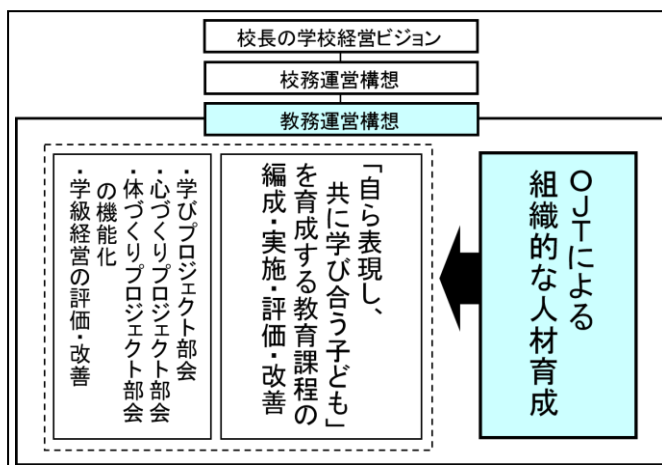 校長の学校経営ビジョン
校務運営構想
教務運営構想
OJTによる
組織的な人材育成
「自ら表現し、
共に学び合う子ども」
を育成する教育課程の
編成・実施・評価・改善
・学びプロジェクト部会
・心づくりプロジェクト部会
・体づくりプロジェクト部会
の機能化
・学級経営の評価・改善